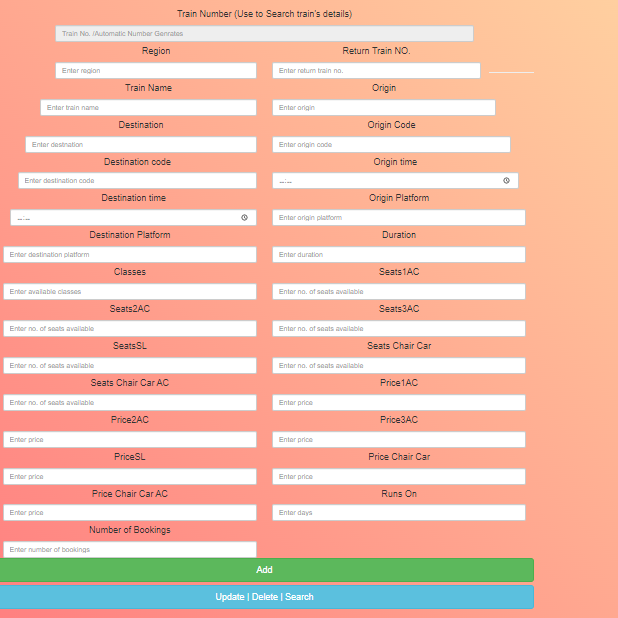 Train Number (Use to Search train's details)
Train No. /Automatic Number Genrates
Region Return Train NO.
Enter region Enter return train no.
Train Name Origin
Enter train name Enter origin
Destination Origin Code
Enter destnation Enter origin code
Destination code Origin time
Enter destination code --:--
Destination time Origin Platform
--:-- Enter origin platform
Destination Platform Duration
Enter destination platform Enter duration
Classes Seats1AC
Enter available classes Enter no. of seats available
Seats2AC Seats3AC
Enter no. of seats available Enter no. of seats available
SeatsSL Seats Chair Car
Enter no. of seats available Enter no. of seats available
Seats Chair Car AC Price1AC
Enter no. of seats available Enter price
Price2AC Price3AC
Enter price Enter price
PriceSL Price Chair Car
Enter price Enter price
Price Chair Car AC Runs On
Enter price Enter days
Number of Bookings
Enter number of bookings
Add
Update | Delete | Search